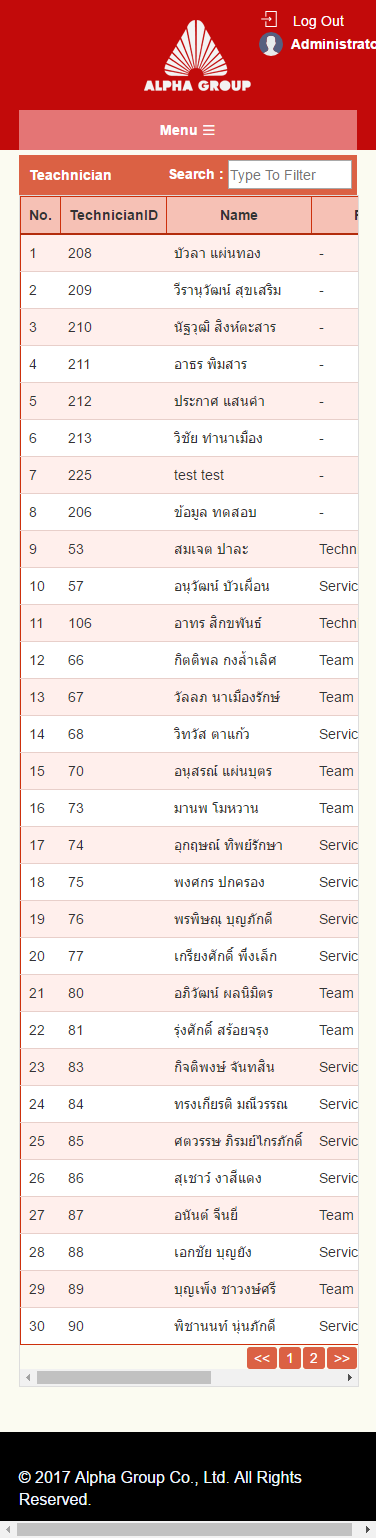 Log Out
Administrato
ALPHA GROUP
Menu ☰
Teachnician Search : Type To Filter
No. TechnicianID Name
1 208 บัวลา แผ่นทอง -
2 209 วีรานุวัฒน์ สุขเสริม -
3 210 นัฐวุฒิ สิงห์ตะสาร -
4 211 อาธร พิมสาร -
5 212 ประกาศ แสนคำ -
6 213 วิชัย ทำนาเมือง -
7 225 test test -
8 206 ข้อมูล ทดสอบ -
9 53 สมเจต ปาละ Techn
10 57 อนุวัฒน์ บัวเผื่อน Servic
11 106 อาทร สิกขพันธ์ Techn
12 66 กิตติพล กงล้ำเลิศ Team
13 67 วัลลภ นาเมืองรักษ์ Team
14 68 วิทวัส ตาแก้ว Servic
15 70 อนุสรณ์ แผ่นบุตร Team
16 73 มานพ โมหวาน Team
17 74 อุกฤษณ์ ทิพย์รักษา Servic
18 75 พงศกร ปกครอง Servic
19 76 พรพิษณุ บุญภักดี Servic
20 77 เกรียงศักดิ์ พึ่งเล็ก Servic
21 80 อภิวัฒน์ ผลนิมิตร Team
22 81 รุ่งศักดิ์ สร้อยจรุง Team
23 83 กิจติพงษ์ จันทสิน Servic
24 84 ทรงเกียรติ มณีวรรณ Servic
25 85 ศตวรรษ ภิรมย์ไกรภักดิ์ Servic
26 86 สุเชาว์ งาสีแดง Servic
27 87 อนันต์ จีนยี่ Team
28 88 เอกชัย บุญยัง Servic
29 89 บุญเพ็ง ชาวงษ์ศรี Team
30 90 พิชานนท์ นุ่นภักดี Servic
<< 1 2 >>
© 2017 Alpha Group Co., Ltd. All Rights
Reserved.